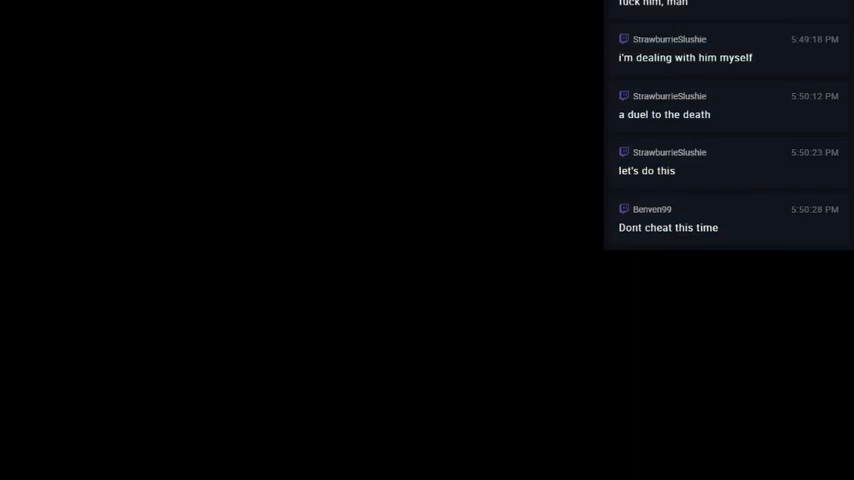 fuck him, man
StrawburrieSlushie 5:49:18 PM
i'm dealing with him myself
StrawburrieSlushie 5:50:12 PM
a duel to the death
StrawburrieSlushie 5:50:23 PM
let's do this
Benven99 5:50:28 PM
Dont cheat this time